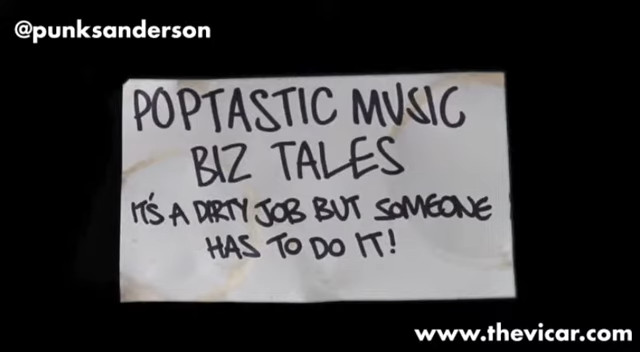 @punksanderson
POPTASTIC MUSIC
BIZ TALES
IT'S A DIRTY JOB BUT SOMEONE
HAS TO DO IT!
www.thevicar.com